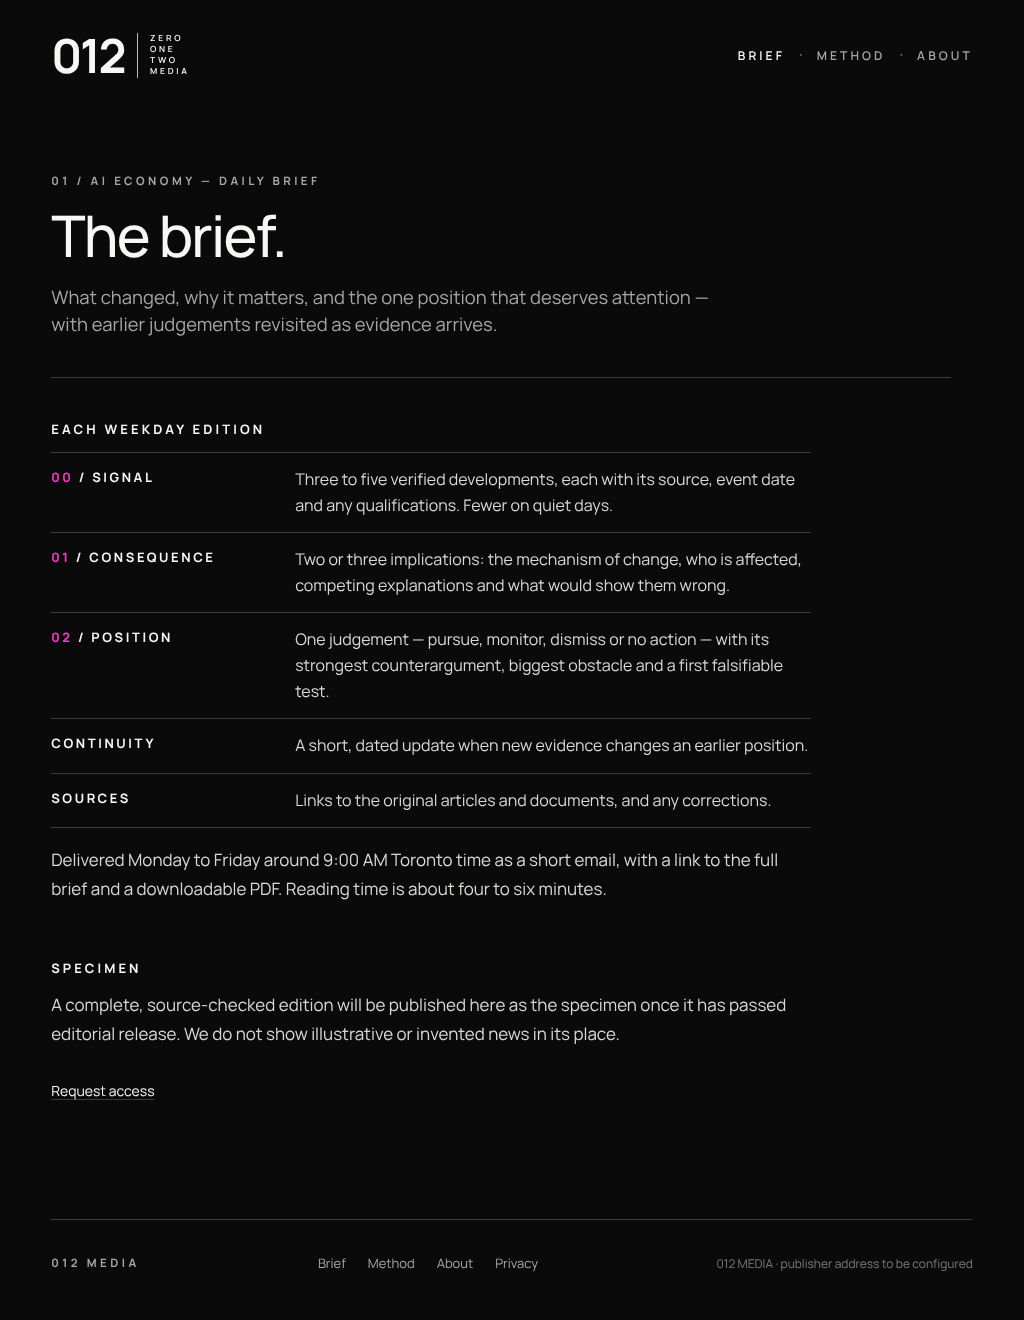 012
ZERO
ONE
TWO
MEDIA
BRIEF · METHOD · ABOUT
01 / AI ECONOMY — DAILY BRIEF
The brief.
What changed, why it matters, and the one position that deserves attention —
with earlier judgements revisited as evidence arrives.
EACH WEEKDAY EDITION
00 / SIGNAL
Three to five verified developments, each with its source, event date
and any qualifications. Fewer on quiet days.
01 / CONSEQUENCE
Two or three implications: the mechanism of change, who is affected,
competing explanations and what would show them wrong.
02 / POSITION
One judgement — pursue, monitor, dismiss or no action — with its
strongest counterargument, biggest obstacle and a first falsifiable
test.
CONTINUITY
A short, dated update when new evidence changes an earlier position.
SOURCES
Links to the original articles and documents, and any corrections.
Delivered Monday to Friday around 9:00 AM Toronto time as a short email, with a link to the full
brief and a downloadable PDF. Reading time is about four to six minutes.
SPECIMEN
A complete, source-checked edition will be published here as the specimen once it has passed
editorial release. We do not show illustrative or invented news in its place.
Request access
012 MEDIA
Brief Method About Privacy
012 MEDIA · publisher address to be configured